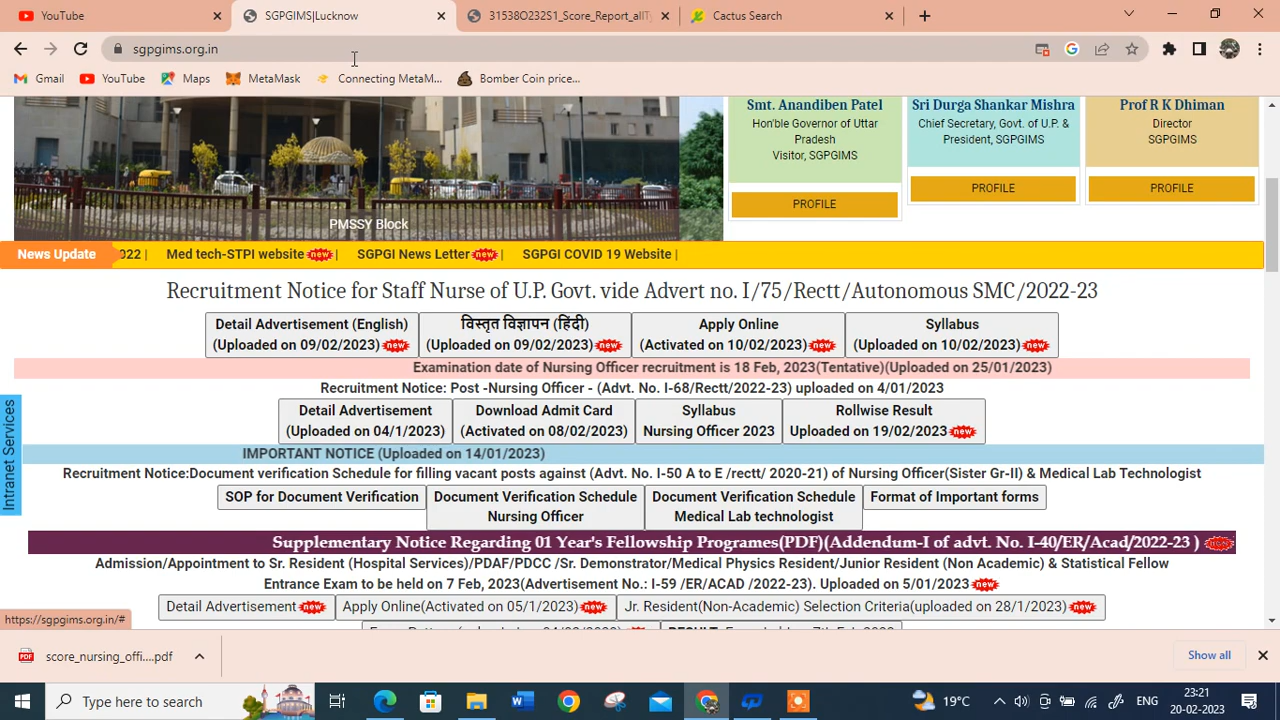 YouTube
SGPGIMS|Lucknow
31538O232S1_Score_Report_allTy
Cactus Search
sgpgims.org.in
Gmail
YouTube
Maps
MetaMask
Connecting MetaM...
Bomber Coin price...
Smt. Anandiben Patel
Hon'ble Governor of Uttar
Pradesh
Visitor, SGPGIMS
PROFILE
Sri Durga Shankar Mishra
Chief Secretary, Govt. of U.P. &
President, SGPGIMS
PROFILE
Prof R K Dhiman
Director
SGPGIMS
PROFILE
PMSSY Block
News Update 022 | Med tech-STPI website new | SGPGI News Letter new | SGPGI COVID 19 Website |
Recruitment Notice for Staff Nurse of U.P. Govt. vide Advert no. I/75/Rectt/Autonomous SMC/2022-23
Detail Advertisement (English)
(Uploaded on 09/02/2023) new
विस्तृत विज्ञापन (हिंदी)
(Uploaded on 09/02/2023) new
Apply Online
(Activated on 10/02/2023) new
Syllabus
(Uploaded on 10/02/2023) new
Examination date of Nursing Officer recruitment is 18 Feb, 2023(Tentative)(Uploaded on 25/01/2023)
Recruitment Notice: Post -Nursing Officer - (Advt. No. I-68/Rectt/2022-23) uploaded on 4/01/2023
Detail Advertisement
(Uploaded on 04/1/2023)
Download Admit Card
(Activated on 08/02/2023)
Syllabus
Nursing Officer 2023
Rollwise Result
Uploaded on 19/02/2023 new
Intranet Services
IMPORTANT NOTICE (Uploaded on 14/01/2023)
Recruitment Notice:Document verification Schedule for filling vacant posts against (Advt. No. I-50 A to E /rectt/ 2020-21) of Nursing Officer(Sister Gr-II) & Medical Lab Technologist
SOP for Document Verification
Document Verification Schedule
Nursing Officer
Document Verification Schedule
Medical Lab technologist
Format of Important forms
Supplementary Notice Regarding 01 Year's Fellowship Programes(PDF)(Addendum-I of advt. No. I-40/ER/Acad/2022-23 ) new
Admission/Appointment to Sr. Resident (Hospital Services)/PDAF/PDCC /Sr. Demonstrator/Medical Physics Resident/Junior Resident (Non Academic) & Statistical Fellow
Entrance Exam to be held on 7 Feb, 2023(Advertisement No.: I-59 /ER/ACAD /2022-23). Uploaded on 5/01/2023 new
Detail Advertisement new
Apply Online(Activated on 05/1/2023) new
Jr. Resident(Non-Academic) Selection Criteria(uploaded on 28/1/2023) new
https://sgpgims.org.in/#
score_nursing_offi....pdf
Show all
Type here to search
19°C
ENG
23:21
20-02-2023